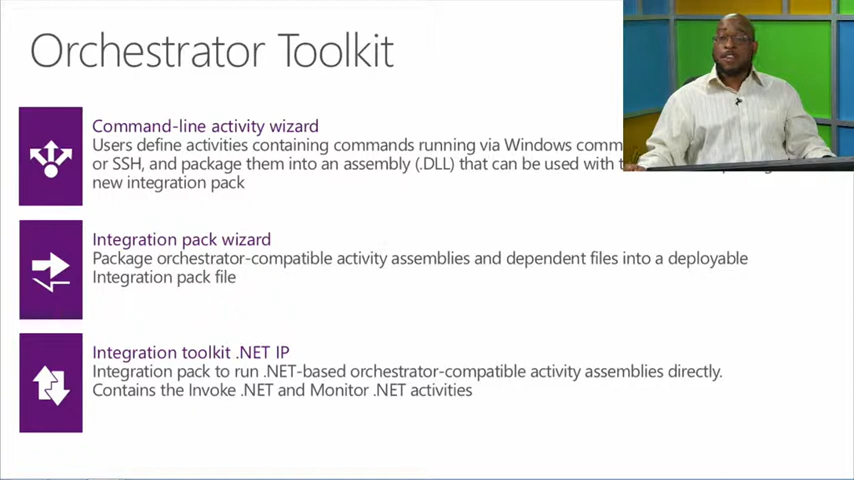 Orchestrator Toolkit
Command-line activity wizard
Users define activities containing commands running via Windows
or SSH, and package them into an assembly (.DLL) that can be used with
new integration pack
Integration pack wizard
Package orchestrator-compatible activity assemblies and dependent files into a deployable
Integration pack file
Integration toolkit .NET IP
Integration pack to run .NET-based orchestrator-compatible activity assemblies directly.
Contains the Invoke .NET and Monitor .NET activities